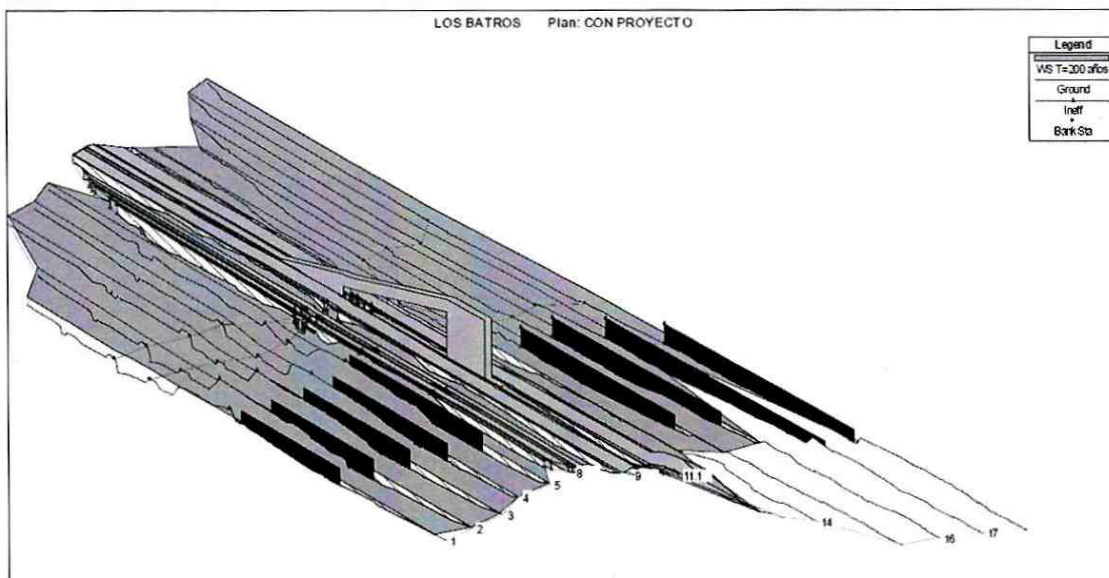 LOS BATROS Plan: CON PROYECTO
Legend
WS T=200 años
Ground
Ineff
Bank Sta
1
2
3
4
5
8
9
11.1
14
16
17